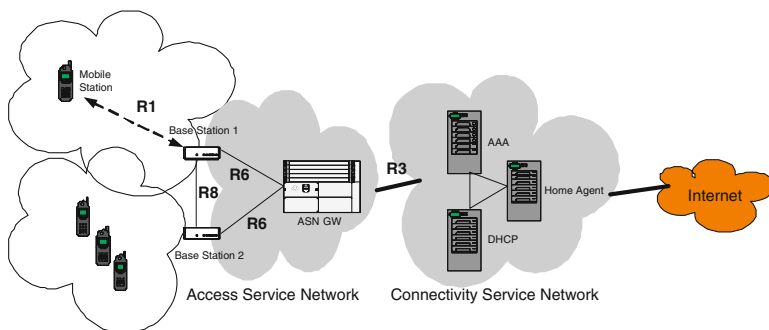 Mobile
Station
R1
Base Station 1
R6
R8
R6
ASN GW
Base Station 2
Access Service Network
R3
AAA
Home Agent
DHCP
Connectivity Service Network
Internet